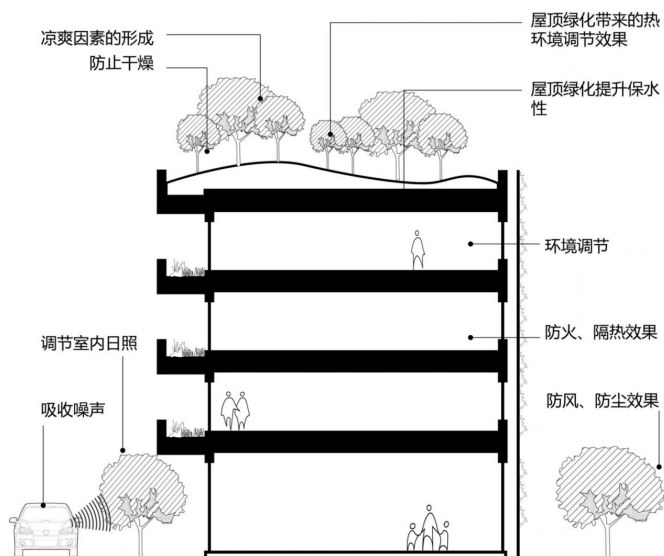 凉爽因素的形成
防止干燥
屋顶绿化带来的热
环境调节效果
屋顶绿化提升保水
性
环境调节
防火、隔热效果
调节室内日照
吸收噪声
防风、防尘效果